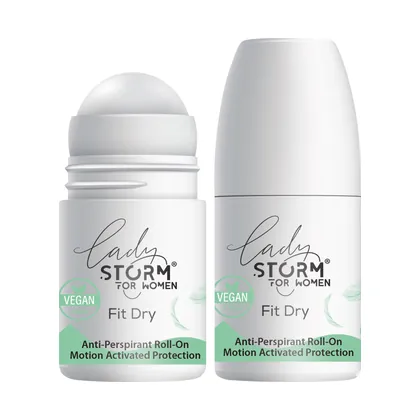 lady
STORM®
FOR WOMEN
VEGAN
Fit Dry
Anti-Perspirant Roll-On
Motion Activated Protection
lady
STORM®
FOR WOMEN
VEGAN
Fit Dry
Anti-Perspirant Roll-On
Motion Activated Protection